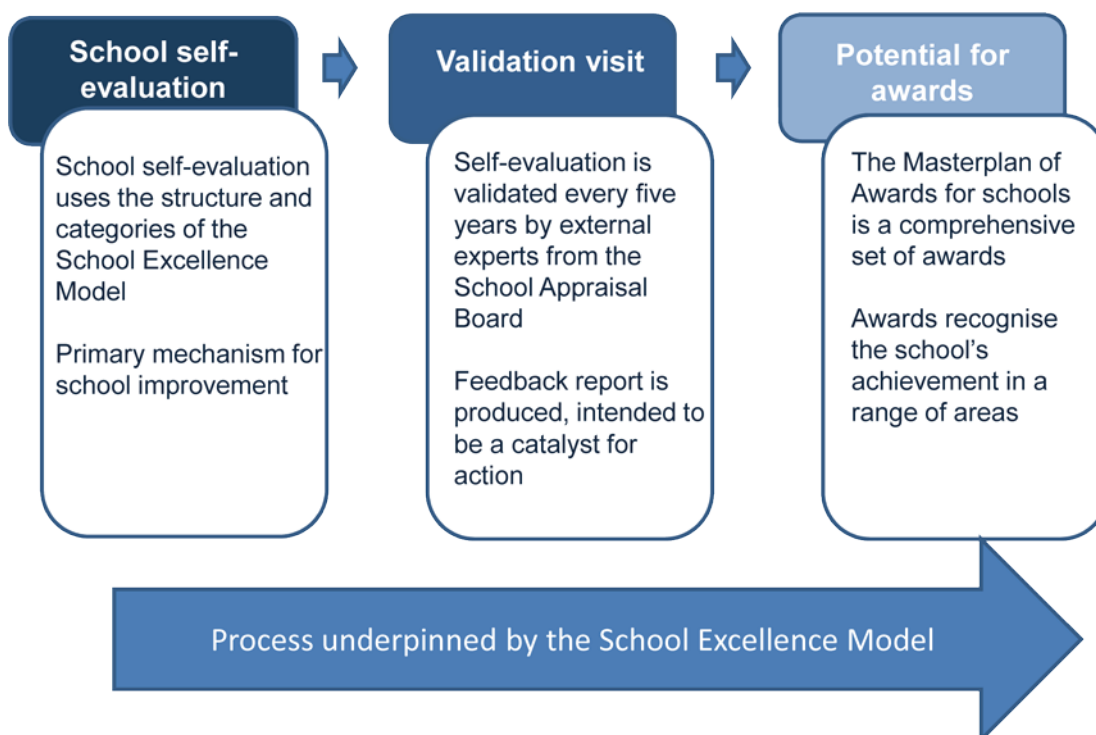 School self-
evaluation
School self-evaluation
uses the structure and
categories of the
School Excellence
Model
Primary mechanism for
school improvement
Validation visit
Self-evaluation is
validated every five
years by external
experts from the
School Appraisal
Board
Feedback report is
produced, intended to
be a catalyst for
action
Potential for
awards
The Masterplan of
Awards for schools
is a comprehensive
set of awards
Awards recognise
the school’s
achievement in a
range of areas
Process underpinned by the School Excellence Model